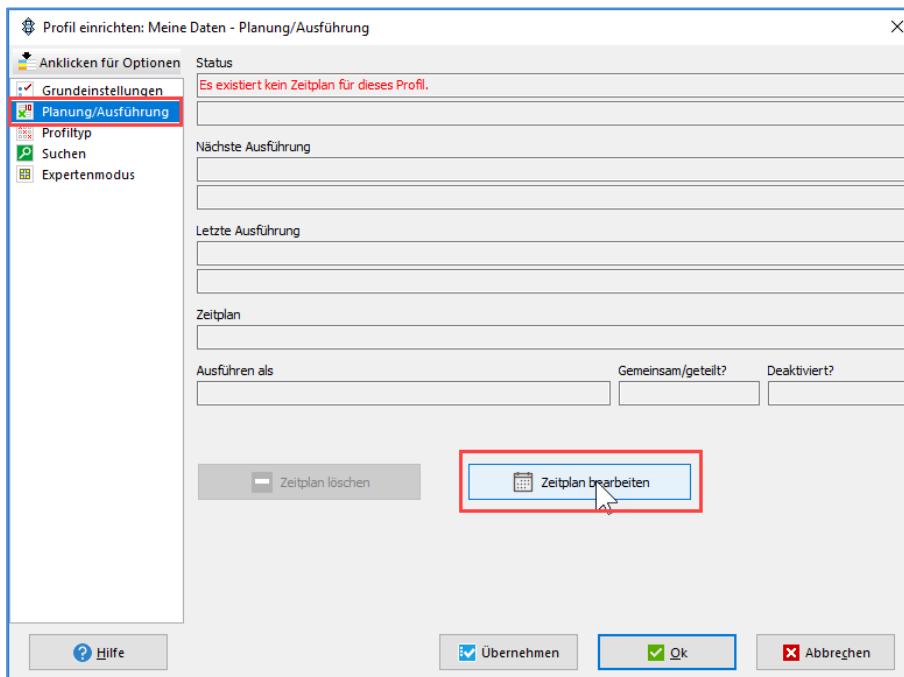 Profil einrichten: Meine Daten - Planung/Ausführung
Anklicken für Optionen
Grundeinstellungen
Planung/Ausführung
Profiltyp
Suchen
Expertenmodus
Status
Es existiert kein Zeitplan für dieses Profil.
Nächste Ausführung
Letzte Ausführung
Zeitplan
Ausführen als Gemeinsam/geteilt? Deaktiviert?
Zeitplan löschen Zeitplan bearbeiten
Hilfe Übernehmen Ok Abbrechen